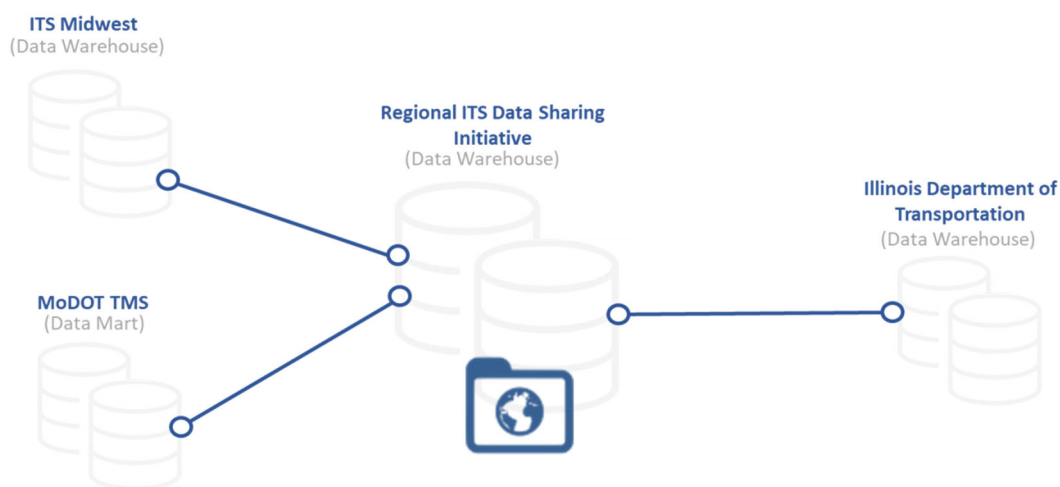 ITS Midwest
(Data Warehouse)
Regional ITS Data Sharing
Initiative
(Data Warehouse)
Illinois Department of
Transportation
(Data Warehouse)
MoDOT TMS
(Data Mart)